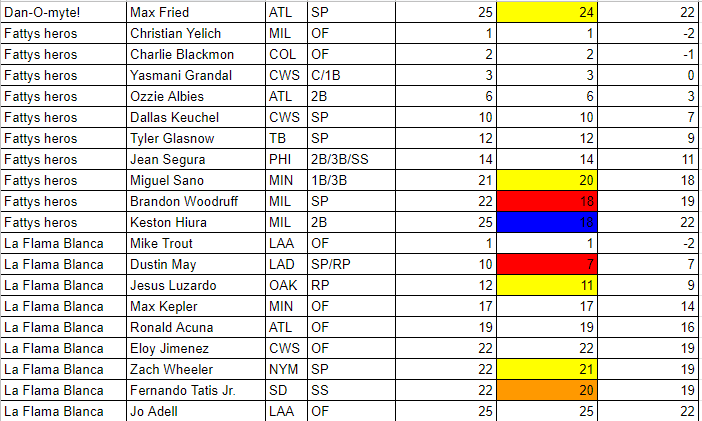 Dan-O-myte! Max Fried ATL SP 25 24 22
Fattys heros Christian Yelich MIL OF 1 1 -2
Fattys heros Charlie Blackmon COL OF 2 2 -1
Fattys heros Yasmani Grandal CWS C/1B 3 3 0
Fattys heros Ozzie Albies ATL 2B 6 6 3
Fattys heros Dallas Keuchel CWS SP 10 10 7
Fattys heros Tyler Glasnow TB SP 12 12 9
Fattys heros Jean Segura PHI 2B/3B/SS 14 14 11
Fattys heros Miguel Sano MIN 1B/3B 21 20 18
Fattys heros Brandon Woodruff MIL SP 22 18 19
Fattys heros Keston Hiura MIL 2B 25 22
La Flama Blanca Mike Trout LAA OF 1 1 -2
La Flama Blanca Dustin May LAD SP/RP 10 7 7
La Flama Blanca Jesus Luzardo OAK RP 12 11 9
La Flama Blanca Max Kepler MIN OF 17 17 14
La Flama Blanca Ronald Acuna ATL OF 19 19 16
La Flama Blanca Eloy Jimenez CWS OF 22 22 19
La Flama Blanca Zach Wheeler NYM SP 22 21 19
La Flama Blanca Fernando Tatis Jr. SD SS 22 20 19
La Flama Blanca Jo Adell LAA OF 25 25 22